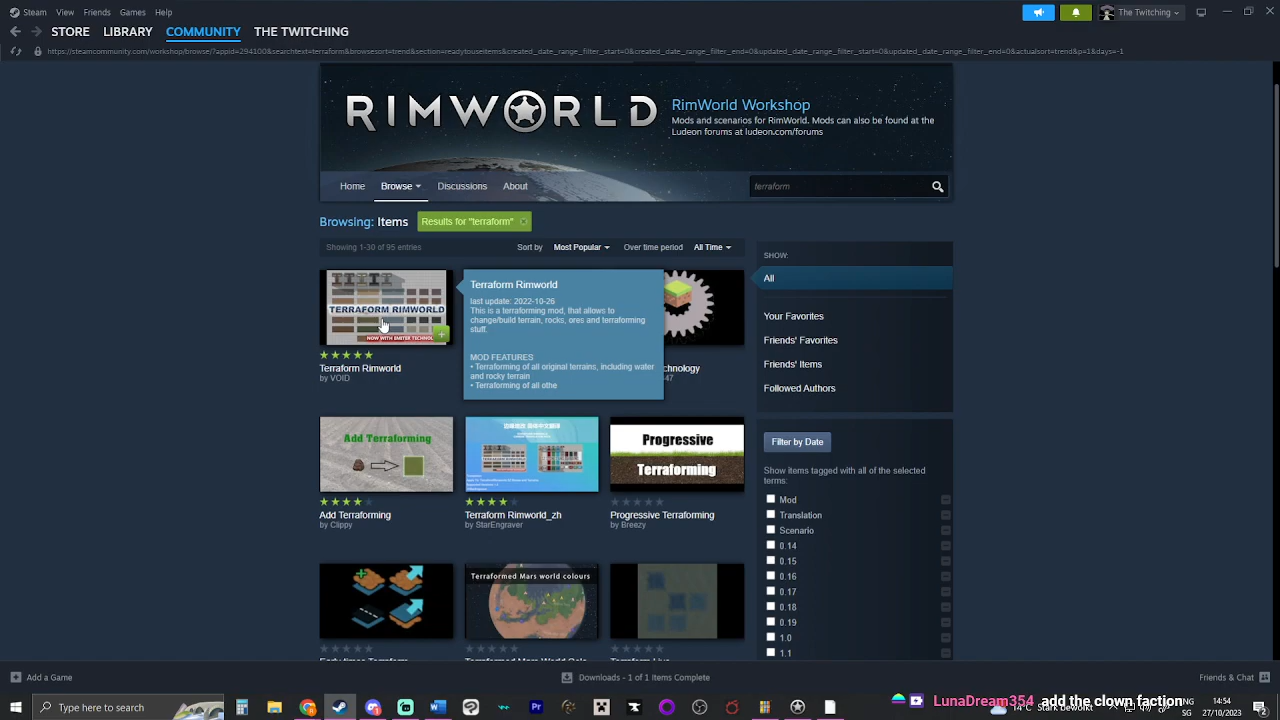 Steam View Friends Games Help
The Twitching
STORE LIBRARY COMMUNITY THE TWITCHING
RIMWORLD
RimWorld Workshop
Mods and scenarios for RimWorld. Mods can also be found at the
Ludeon forums at ludeon.com/forums
Home Browse Discussions About
terraform
Browsing: Items Results for "terraform" x
Showing 1-30 of 95 entries Sort by Most Popular Over time period All Time
TERRAFORM RIMWORLD
Terraform Rimworld
by VOID
Terraform Rimworld
last update: 2022-10-26
This is a terraforming mod, that allows to
change/build terrain, rocks, ores and terraforming
stuff.
MOD FEATURES
• Terraforming of all original terrains, including water
and rocky terrain
• Terraforming of all othe
Add Terraforming
Add Terraforming
by Clippy
Terraform Rimworld_zh
by StarEngraver
Progressive
Terraforming
Progressive Terraforming
by Breezy
Terraformed Mars world colours
SHOW:
All
Your Favorites
Friends' Favorites
Friends' Items
Followed Authors
Filter by Date
Show items tagged with all of the selected
terms:
Mod
Translation
Scenario
0.14
0.15
0.16
0.17
0.18
0.19
1.0
1.1
Add a Game Downloads - 1 of 1 Items Complete Friends & Chat
Type here to search
LunaDream354 add the clown faction
14:54
27/10/2023